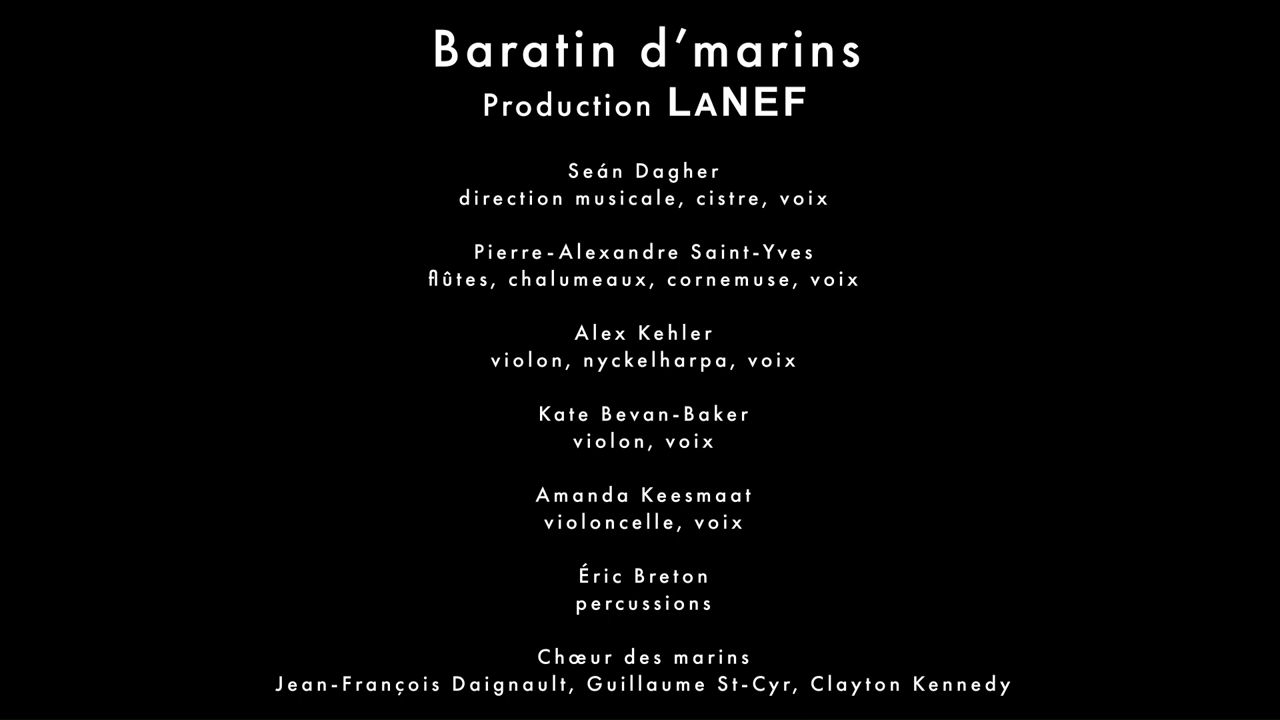 Baratin d’marins
Production LANEF
Seán Dagher
direction musicale, cistre, voix
Pierre-Alexandre Saint-Yves
flûtes, chalumeaux, cornemuse, voix
Alex Kehler
violon, nyckelharpa, voix
Kate Bevan-Baker
violon, voix
Amanda Keesmaat
violoncelle, voix
Éric Breton
percussions
Chœur des marins
Jean-François Daignault, Guillaume St-Cyr, Clayton Kennedy